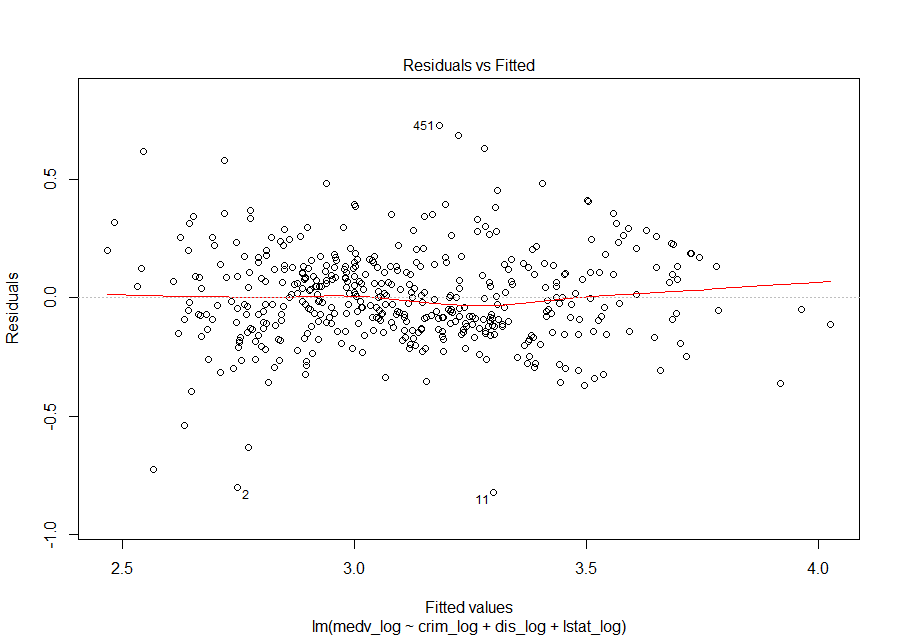 Residuals vs Fitted
Residuals
0.5
0.0
-0.5
-1.0
451
2
11
2.5
3.0
3.5
4.0
Fitted values
lm(medv_log ~ crim_log + dis_log + lstat_log)